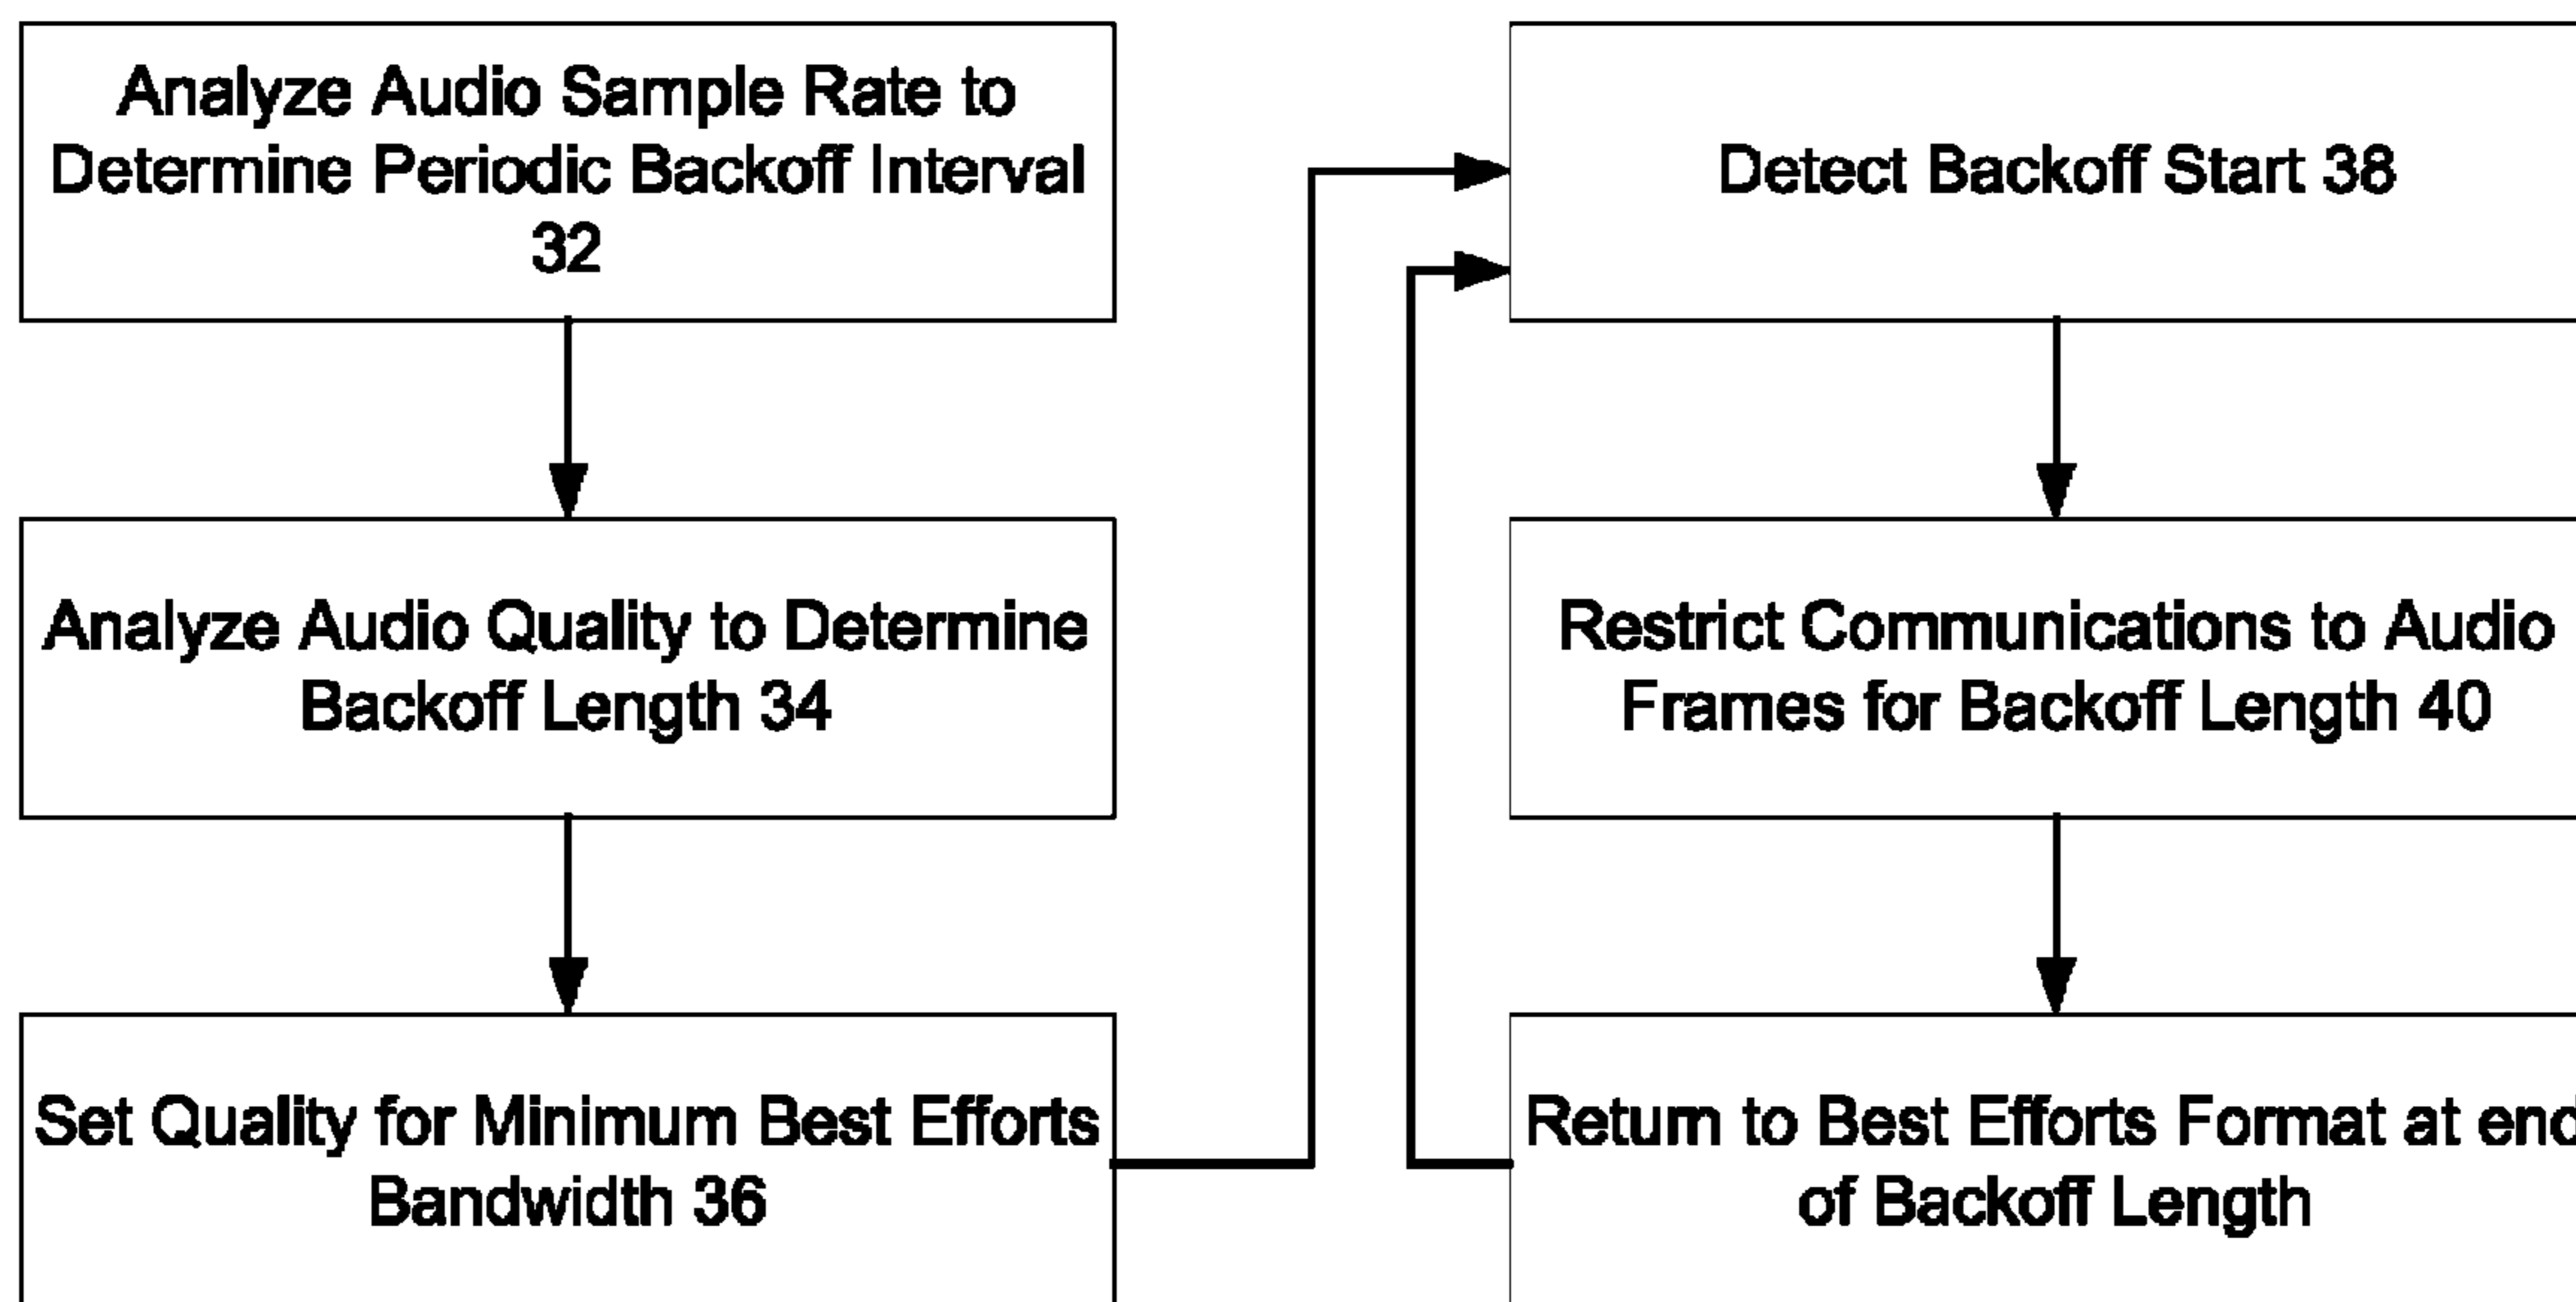 Analyze Audio Sample Rate to
Determine Periodic Backoff Interval
32
Analyze Audio Quality to Determine
Backoff Length 34
Set Quality for Minimum Best Efforts
Bandwidth 36
Detect Backoff Start 38
Restrict Communications to Audio
Frames for Backoff Length 40
Return to Best Efforts Format at end
of Backoff Length